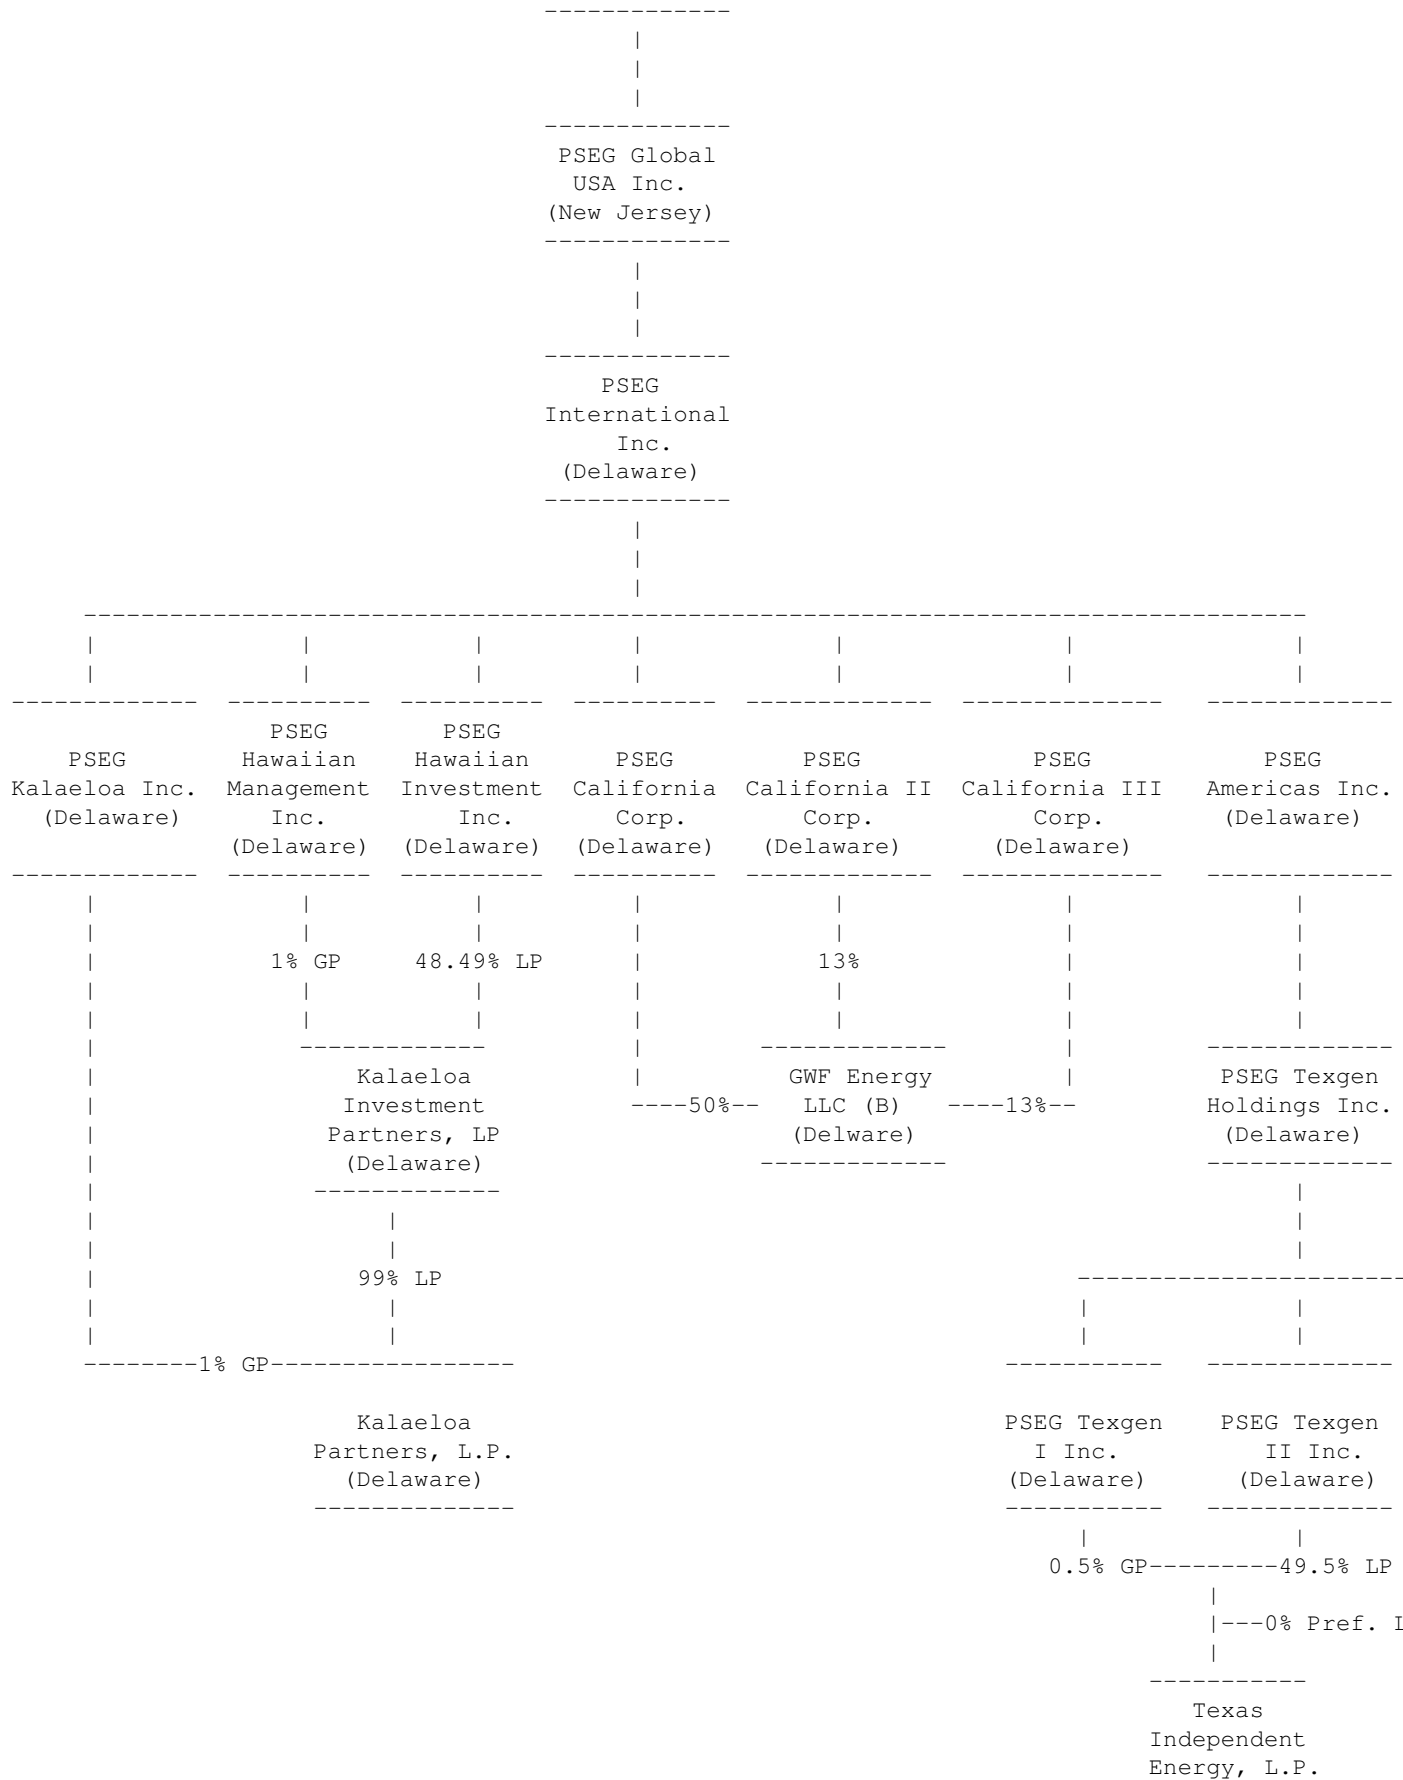 -------------
|
|
|
-------------
PSEG Global
USA Inc.
(New Jersey)
-------------
|
|
|
-------------
PSEG
International
Inc.
(Delaware)
-------------
|
|
|
-------------------------------------------------------------------------------------
| | | | | | |
| | | | | | |
------------- ---------- ---------- ---------- ------------- -------------- -------------
PSEG PSEG
PSEG Hawaiian Hawaiian PSEG PSEG PSEG PSEG
Kalaeloa Inc. Management Investment California California II California III Americas Inc.
(Delaware) Inc. Inc. Corp. Corp. Corp. (Delaware)
(Delaware) (Delaware) (Delaware) (Delaware) (Delaware)
------------- ---------- ---------- ---------- ------------- -------------- -------------
| | | | | | |
| | | | | | |
| 1% GP 48.49% LP | 13% | |
| | | | | | |
| | | | | | |
| ------------- | ------------- | -------------
| Kalaeloa | GWF Energy | PSEG Texgen
| Investment ----50%-- LLC (B) ----13%-- Holdings Inc.
| Partners, LP (Delware) (Delaware)
| (Delaware) ------------- -------------
| ------------- |
| | |
| | |
| 99% LP -----------------------
| | | |
| | | |
--------1% GP----------------- ----------- -------------
Kalaeloa PSEG Texgen PSEG Texgen
Partners, L.P. I Inc. II Inc.
(Delaware) (Delaware) (Delaware)
-------------- ----------- -------------
| |
0.5% GP---------49.5% LP
|
|---0% Pref.
|
-----------
Texas
Independent
Energy, L.P.